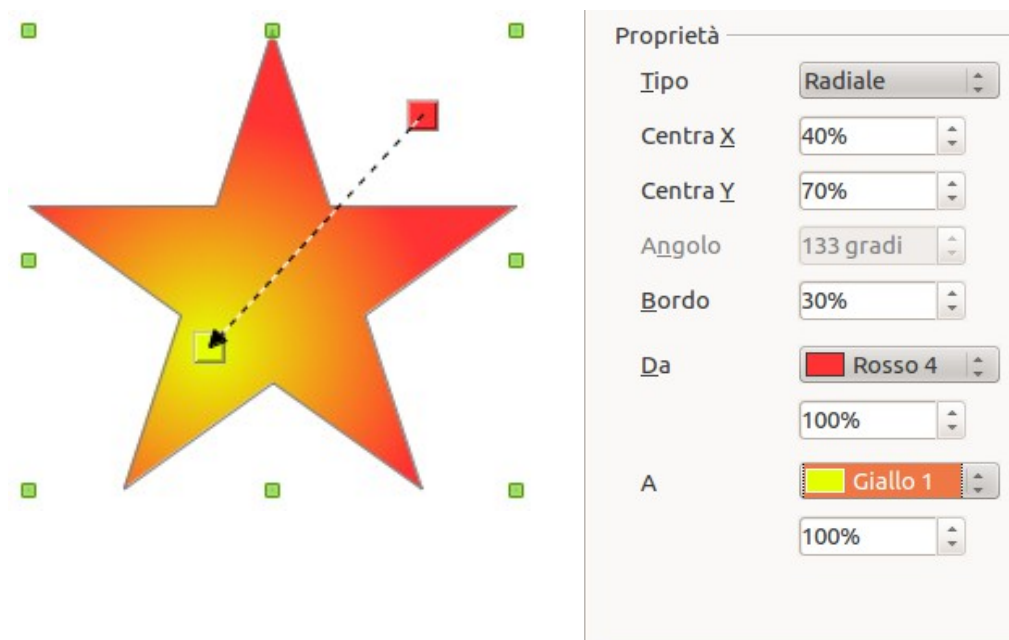 Proprietà
Tipo Radiale
Centra X 40%
Centra Y 70%
Angolo 133 gradi
Bordo 30%
Da Rosso 4
100%
A Giallo 1
100%